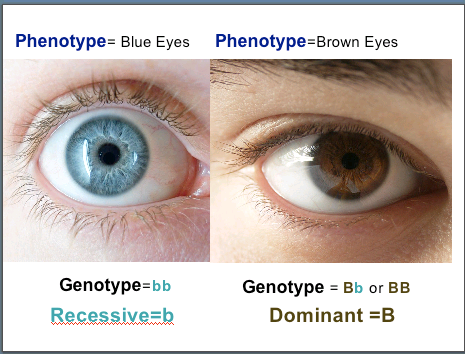 Phenotype= Blue Eyes
Phenotype=Brown Eyes
Genotype=bb
Genotype = Bb or BB
Recessive=b
Dominant =B